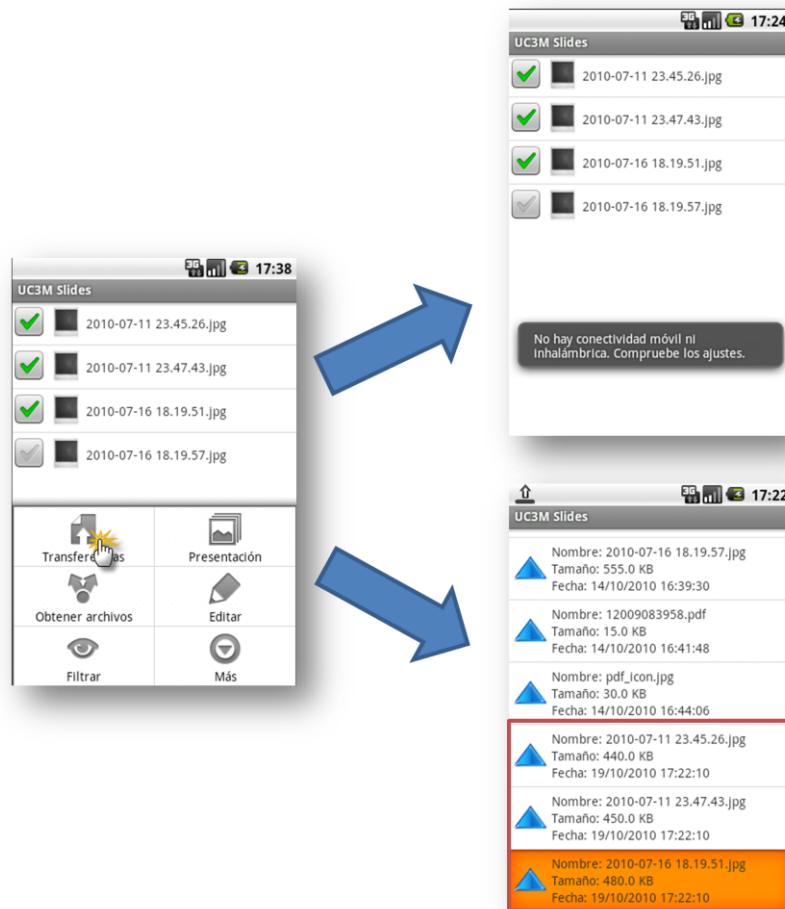 3G 17:38
UC3M Slides
2010-07-11 23.45.26.jpg
2010-07-11 23.47.43.jpg
2010-07-16 18.19.51.jpg
2010-07-16 18.19.57.jpg
Presentación
Obtener archivos
Editar
Filtrar
Más
3G 17:24
UC3M Slides
2010-07-11 23.45.26.jpg
2010-07-11 23.47.43.jpg
2010-07-16 18.19.51.jpg
2010-07-16 18.19.57.jpg
No hay conectividad móvil ni
inhalámbrica. Compruebe los ajustes.
3G 17:22
UC3M Slides
Nombre: 2010-07-16 18.19.57.jpg
Tamaño: 555.0 KB
Fecha: 14/10/2010 16:39:30
Nombre: 12009083958.pdf
Tamaño: 15.0 KB
Fecha: 14/10/2010 16:41:48
Nombre: pdf_icon.jpg
Tamaño: 30.0 KB
Fecha: 14/10/2010 16:44:06
Nombre: 2010-07-11 23.45.26.jpg
Tamaño: 440.0 KB
Fecha: 19/10/2010 17:22:10
Nombre: 2010-07-11 23.47.43.jpg
Tamaño: 450.0 KB
Fecha: 19/10/2010 17:22:10
Nombre: 2010-07-16 18.19.51.jpg
Tamaño: 480.0 KB
Fecha: 19/10/2010 17:22:10